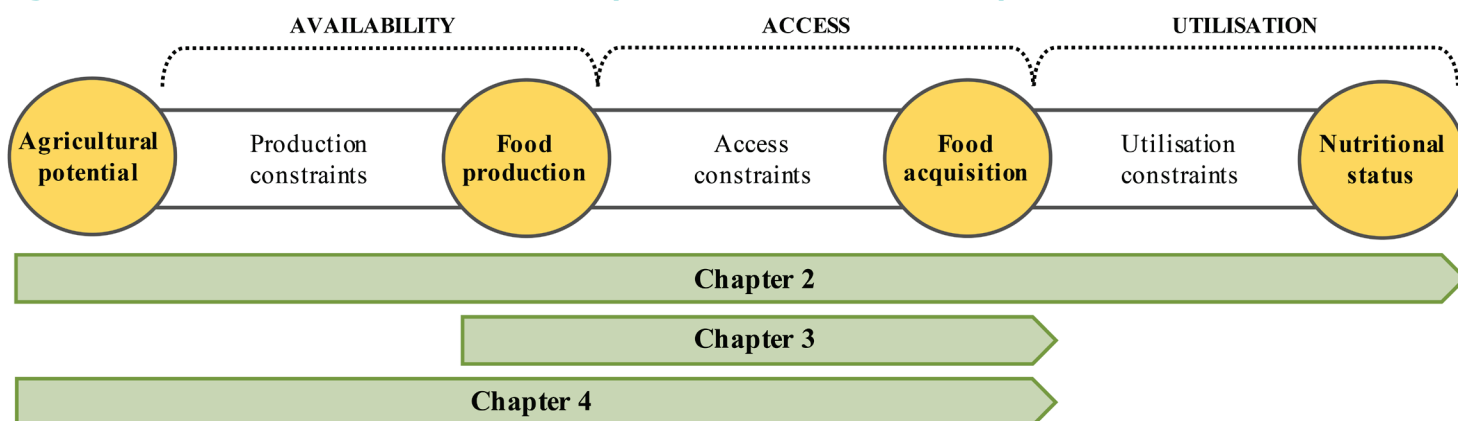 AVAILABILITY
ACCESS
UTILISATION
Agricultural
potential
Production
constraints
Food
production
Access
constraints
Food
acquisition
Utilisation
constraints
Nutritional
status
Chapter 2
Chapter 3
Chapter 4